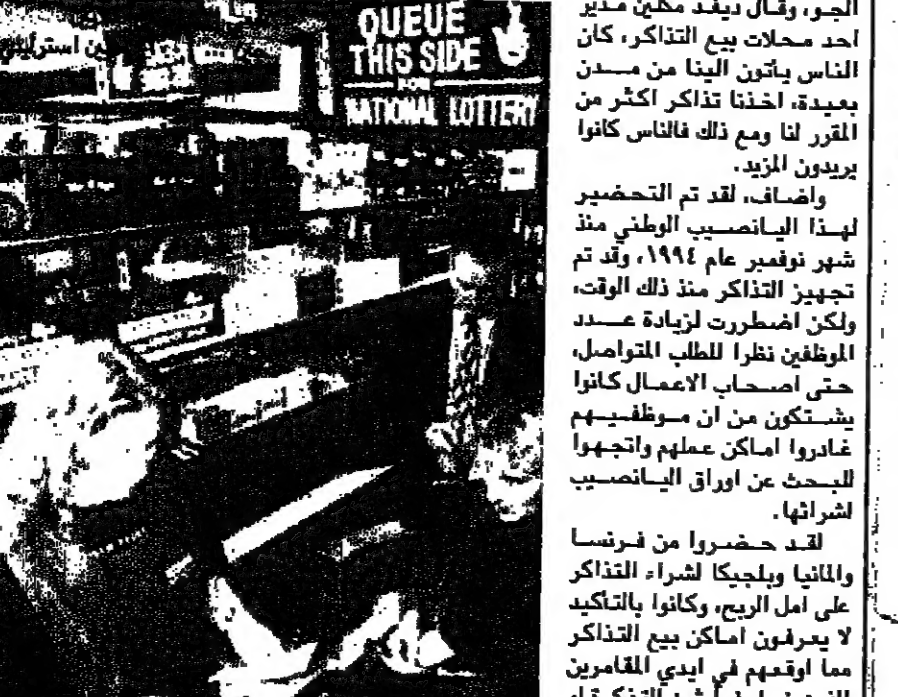 QUEUE
THIS SIDE
FOR
NATIONAL LOTTERY
الجو، وقال ديفد مكلين مدير
احد محلات بيع التذاكر، كان
الناس يأتون الينا من مدن
بعيدة، اخذنا تذاكر اكثر من
المقرر لنا ومع ذلك فالناس كانوا
يريدون المزيد.
واضاف، لقد تم التحضير
لهذا اليانصيب الوطني منذ
شهر نوفمبر عام ١٩٩٤، وقد تم
تجهيز التذاكر منذ ذلك الوقت،
ولكن اضطررت لزيادة عدد
الموظفين نظرا للطلب المتواصل،
حتى اصحاب الاعمال كانوا
يشتكون من ان موظفيهم
غادروا اماكن عملهم واتجهوا
للبحث عن اوراق اليانصيب
لشرائها.
لقد حضروا من فرنسا
والمانيا وبلجيكا لشراء التذاكر
على امل الربح، وكانوا بالتأكيد
لا يعرفون اماكن بيع التذاكر
مما اوقعهم في ايدي المقامرين